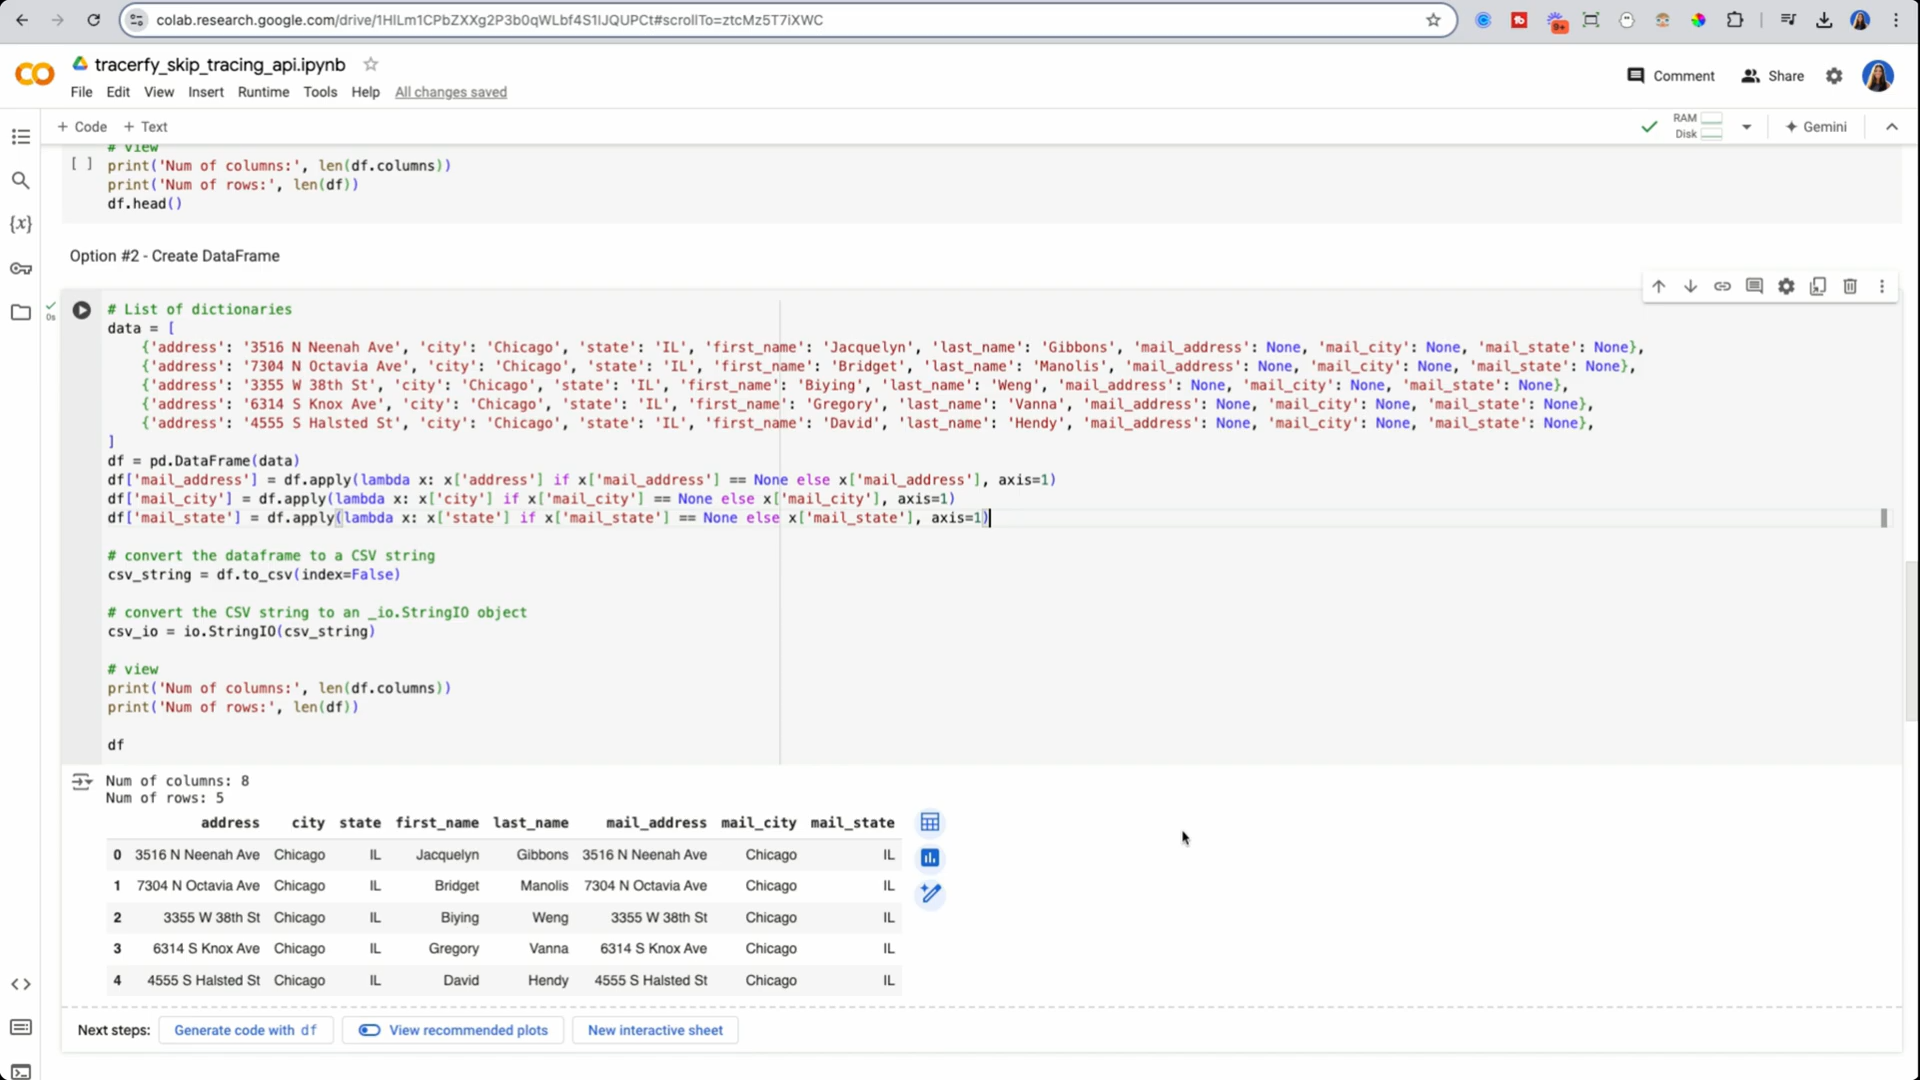 colab.research.google.com/drive/1HlLm1CPbZXXg2P3b0qWLbf4S1lJQUPCt#scrollTo=ztcMz5T7iXWC
9+
CO
tracerfy_skip_tracing_api.ipynb
Comment
Share
File Edit View Insert Runtime Tools Help All changes saved
+ Code + Text
RAM
Disk
Gemini
# view
[ ] print('Num of columns:', len(df.columns))
print('Num of rows:', len(df))
df.head()
{x}
Option #2 - Create DataFrame
0s
# List of dictionaries
data = [
{'address': '3516 N Neenah Ave', 'city': 'Chicago', 'state': 'IL', 'first_name': 'Jacquelyn', 'last_name': 'Gibbons', 'mail_address': None, 'mail_city': None, 'mail_state': None},
{'address': '7304 N Octavia Ave', 'city': 'Chicago', 'state': 'IL', 'first_name': 'Bridget', 'last_name': 'Manolis', 'mail_address': None, 'mail_city': None, 'mail_state': None},
{'address': '3355 W 38th St', 'city': 'Chicago', 'state': 'IL', 'first_name': 'Biying', 'last_name': 'Weng', 'mail_address': None, 'mail_city': None, 'mail_state': None},
{'address': '6314 S Knox Ave', 'city': 'Chicago', 'state': 'IL', 'first_name': 'Gregory', 'last_name': 'Vanna', 'mail_address': None, 'mail_city': None, 'mail_state': None},
{'address': '4555 S Halsted St', 'city': 'Chicago', 'state': 'IL', 'first_name': 'David', 'last_name': 'Hendy', 'mail_address': None, 'mail_city': None, 'mail_state': None},
]
df = pd.DataFrame(data)
df['mail_address'] = df.apply(lambda x: x['address'] if x['mail_address'] == None else x['mail_address'], axis=1)
df['mail_city'] = df.apply(lambda x: x['city'] if x['mail_city'] == None else x['mail_city'], axis=1)
df['mail_state'] = df.apply(lambda x: x['state'] if x['mail_state'] == None else x['mail_state'], axis=1)
# convert the dataframe to a CSV string
csv_string = df.to_csv(index=False)
# convert the CSV string to an _io.StringIO object
csv_io = io.StringIO(csv_string)
# view
print('Num of columns:', len(df.columns))
print('Num of rows:', len(df))
df
Num of columns: 8
Num of rows: 5
address city state first_name last_name mail_address mail_city mail_state
0 3516 N Neenah Ave Chicago IL Jacquelyn Gibbons 3516 N Neenah Ave Chicago IL
1 7304 N Octavia Ave Chicago IL Bridget Manolis 7304 N Octavia Ave Chicago IL
2 3355 W 38th St Chicago IL Biying Weng 3355 W 38th St Chicago IL
3 6314 S Knox Ave Chicago IL Gregory Vanna 6314 S Knox Ave Chicago IL
4 4555 S Halsted St Chicago IL David Hendy 4555 S Halsted St Chicago IL
Next steps: Generate code with df View recommended plots New interactive sheet